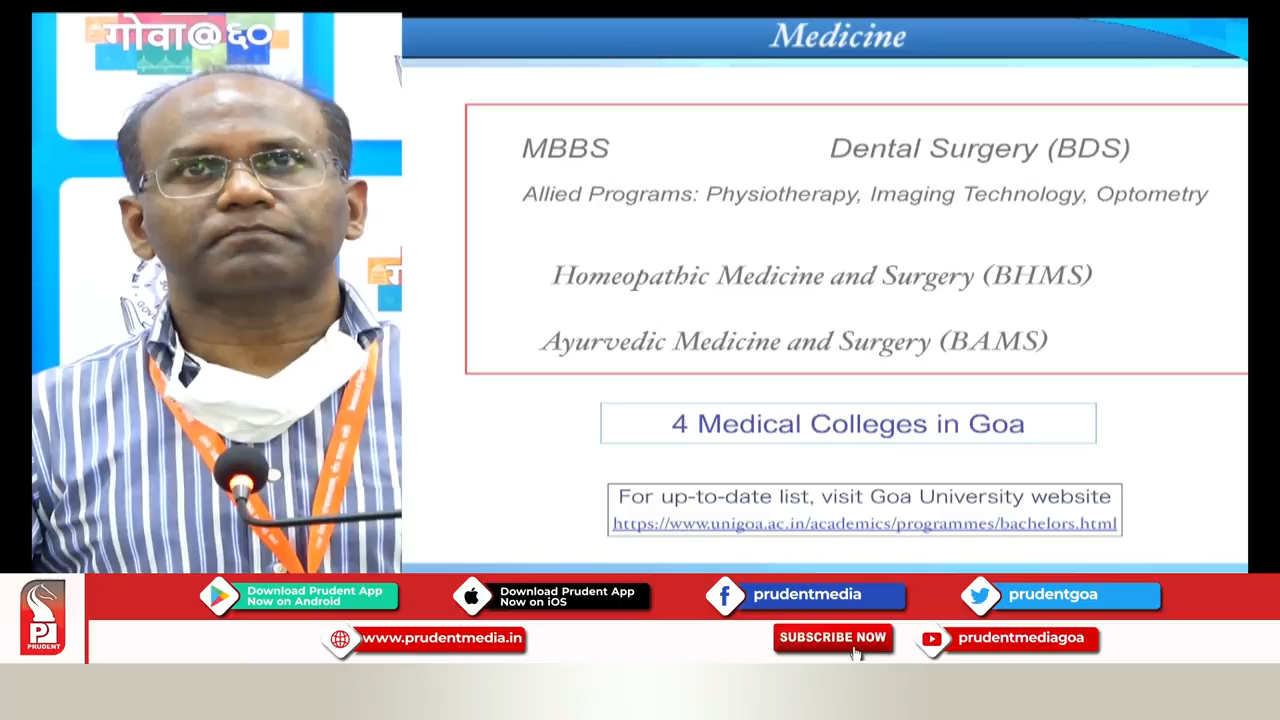 गोवा@६०
Medicine
MBBS
Dental Surgery (BDS)
Allied Programs: Physiotherapy, Imaging Technology, Optometry
Homeopathic Medicine and Surgery (BHMS)
Ayurvedic Medicine and Surgery (BAMS)
4 Medical Colleges in Goa
For up-to-date list, visit Goa University website
https://www.unigoa.ac.in/academics/programmes/bachelors.html
Download Prudent App
Now on Android
Download Prudent App
Now on iOS
prudentmedia
prudentgoa
PRUDENT
www.prudentmedia.in
SUBSCRIBE NOW
prudentmediagoa